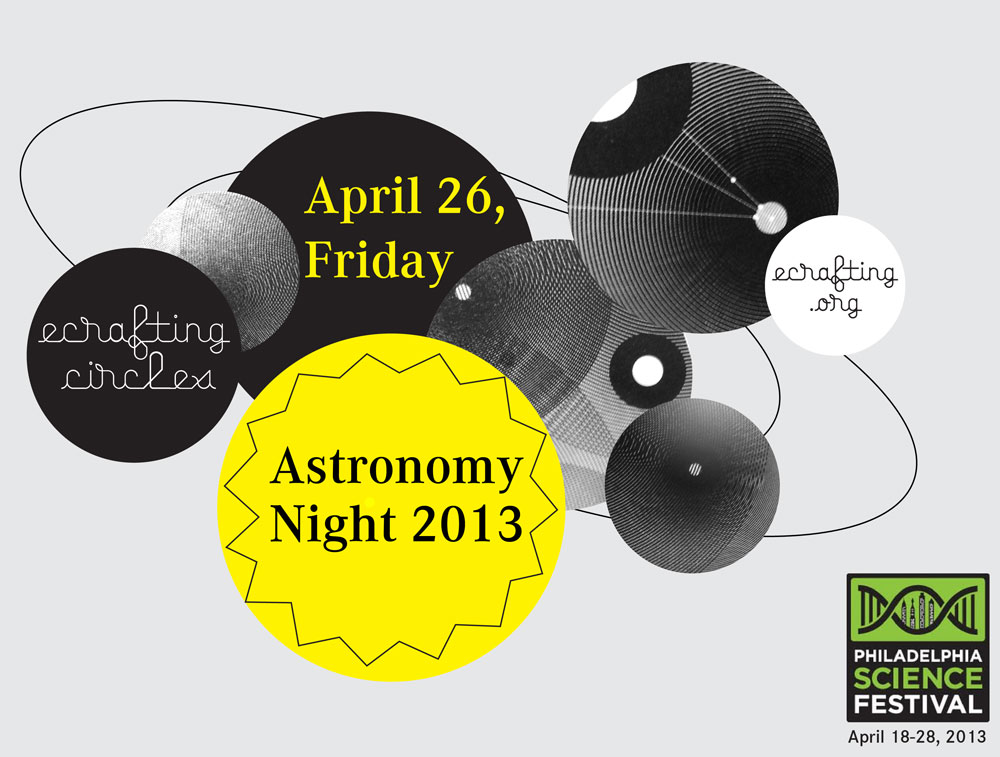 April 26,
Friday
ecrafting
circles
ecrafting
.org
Astronomy
Night 2013
PHILADELPHIA
SCIENCE
FESTIVAL
April 18-28, 2013